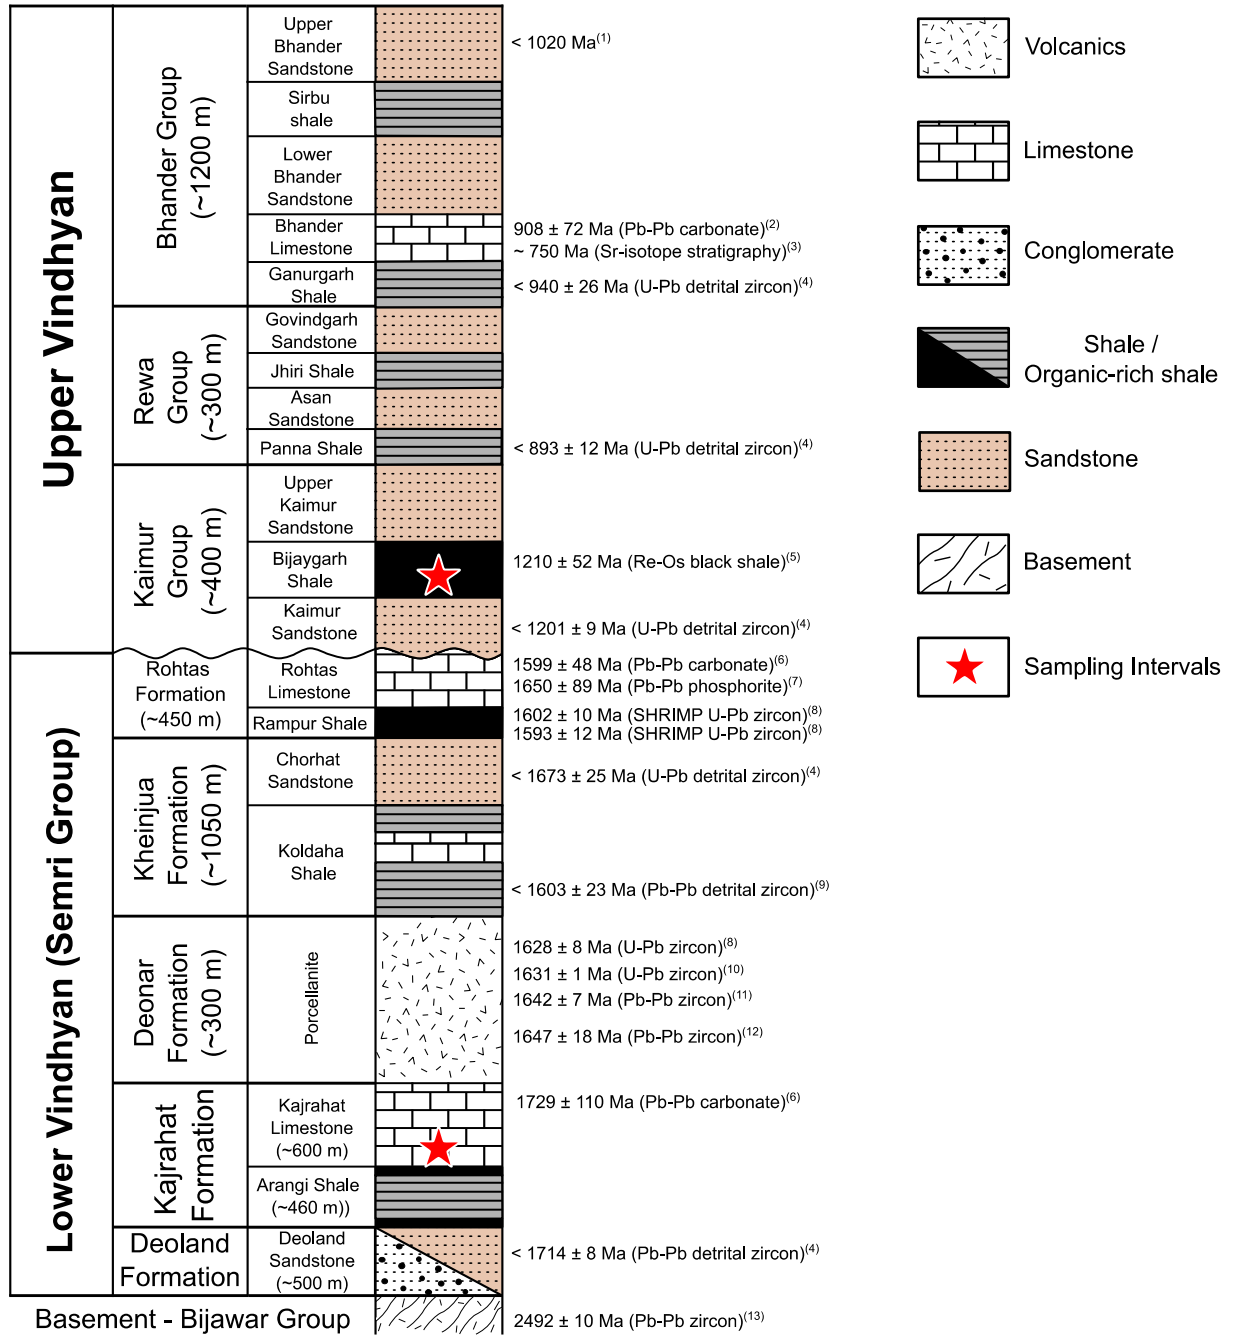 Upper Vindhyan
Bhander Group
(~1200 m)
Upper
Bhander
Sandstone
< 1020 Ma(1)
Sirbu
shale
Lower
Bhander
Sandstone
Bhander
Limestone
908 ± 72 Ma (Pb-Pb carbonate)(2)
~ 750 Ma (Sr-isotope stratigraphy)(3)
Ganurgarh
Shale
< 940 ± 26 Ma (U-Pb detrital zircon)(4)
Rewa
Group
(~300 m)
Govindgarh
Sandstone
Jhiri Shale
Asan
Sandstone
Panna Shale
< 893 ± 12 Ma (U-Pb detrital zircon)(4)
Kaimur
Group
(~400 m)
Upper
Kaimur
Sandstone
Bijaygarh
Shale
1210 ± 52 Ma (Re-Os black shale)(5)
Kaimur
Sandstone
< 1201 ± 9 Ma (U-Pb detrital zircon)(4)
Lower Vindhyan (Semri Group)
Rohtas
Formation
(~450 m)
Rohtas
Limestone
1599 ± 48 Ma (Pb-Pb carbonate)(6)
1650 ± 89 Ma (Pb-Pb phosphorite)(7)
Rampur Shale
1602 ± 10 Ma (SHRIMP U-Pb zircon)(8)
1593 ± 12 Ma (SHRIMP U-Pb zircon)(8)
Kheinjua
Formation
(~1050 m)
Chorhat
Sandstone
< 1673 ± 25 Ma (U-Pb detrital zircon)(4)
Koldaha
Shale
< 1603 ± 23 Ma (Pb-Pb detrital zircon)(9)
Deonar
Formation
(~300 m)
Porcellanite
1628 ± 8 Ma (U-Pb zircon)(8)
1631 ± 1 Ma (U-Pb zircon)(10)
1642 ± 7 Ma (Pb-Pb zircon)(11)
1647 ± 18 Ma (Pb-Pb zircon)(12)
Kajrahat
Formation
Kajrahat
Limestone
(~600 m)
1729 ± 110 Ma (Pb-Pb carbonate)(6)
Arangi Shale
(~460 m))
Deoland
Formation
Deoland
Sandstone
(~500 m)
< 1714 ± 8 Ma (Pb-Pb detrital zircon)(4)
Basement - Bijawar Group
2492 ± 10 Ma (Pb-Pb zircon)(13)
Volcanics
Limestone
Conglomerate
Shale /
Organic-rich shale
Sandstone
Basement
Sampling Intervals